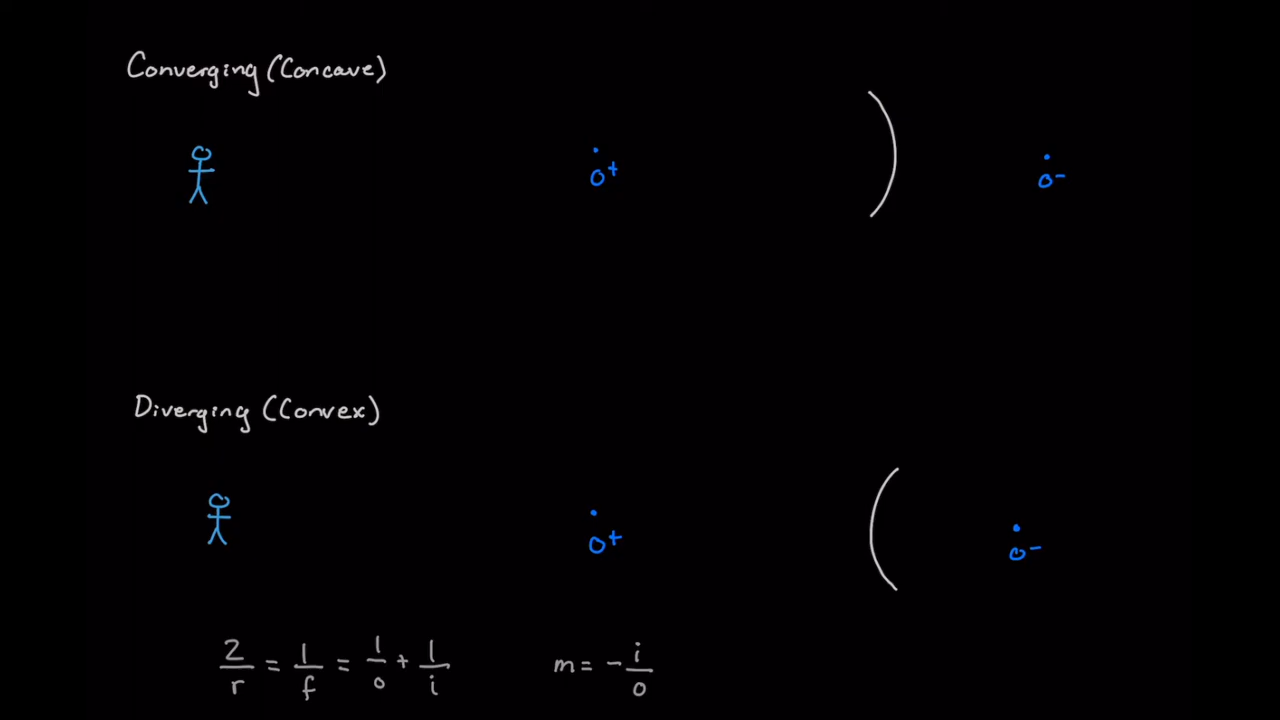 Converging (Concave)
o+ o-
Diverging (Convex)
o+ o-
2/r = 1/f = 1/o + 1/i m = - i/o